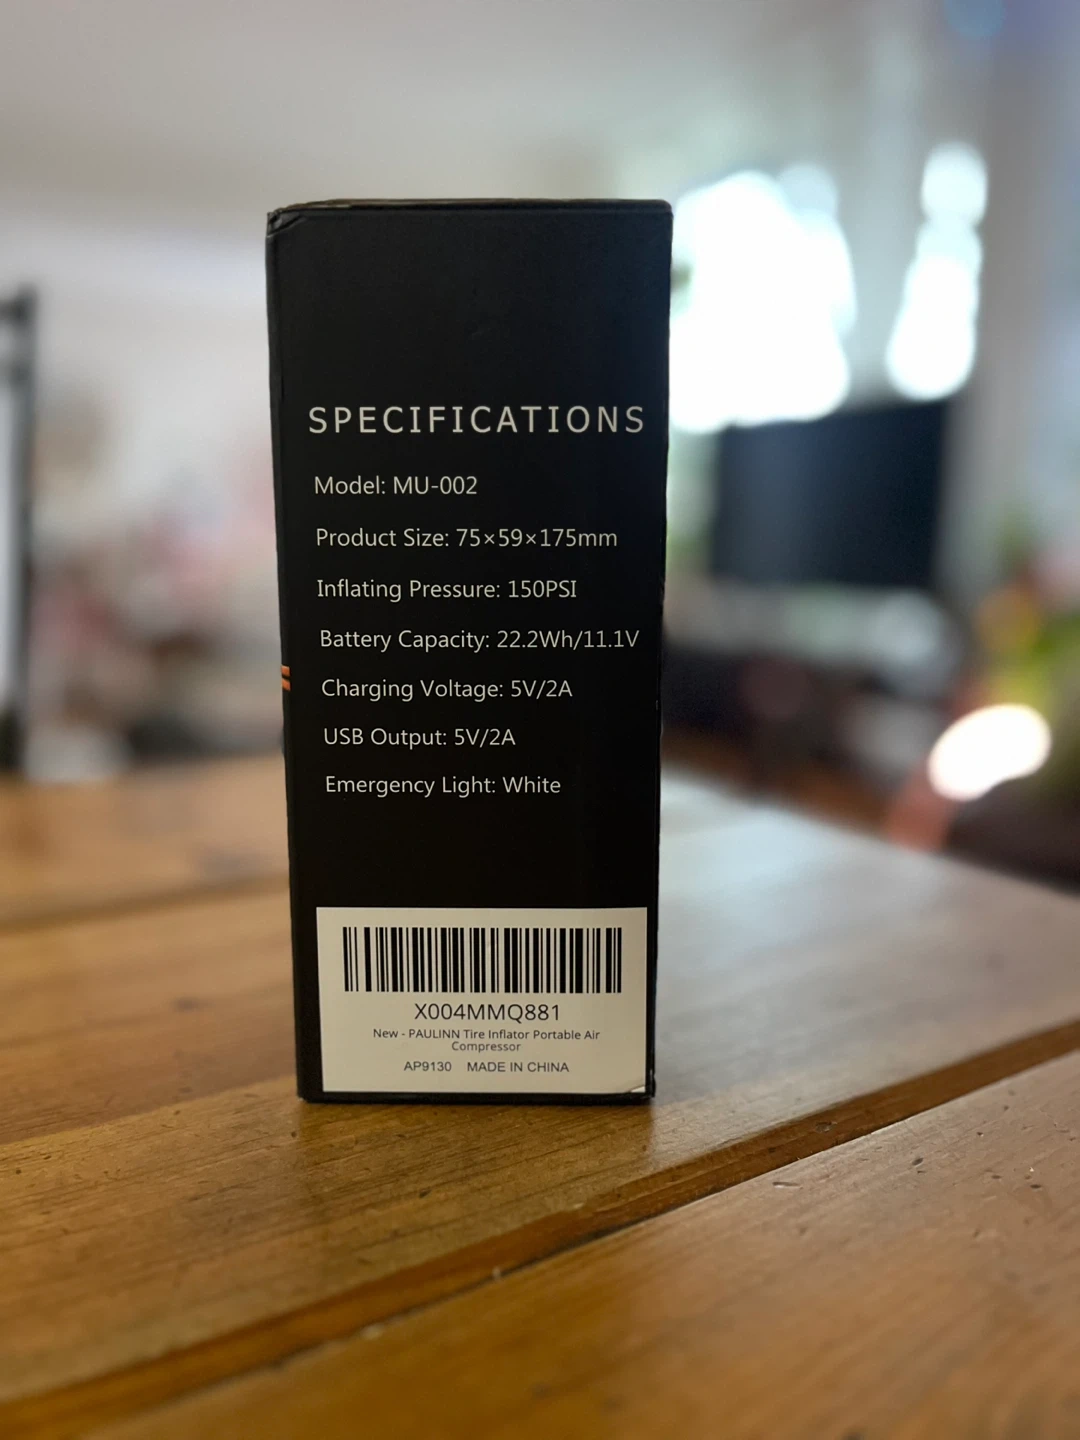 SPECIFICATIONS
Model: MU-002
Product Size: 75×59×175mm
Inflating Pressure: 150PSI
Battery Capacity: 22.2Wh/11.1V
Charging Voltage: 5V/2A
USB Output: 5V/2A
Emergency Light: White
X004MMQ881
New - PAULINN Tire Inflator Portable Air
Compressor
AP9130 MADE IN CHINA